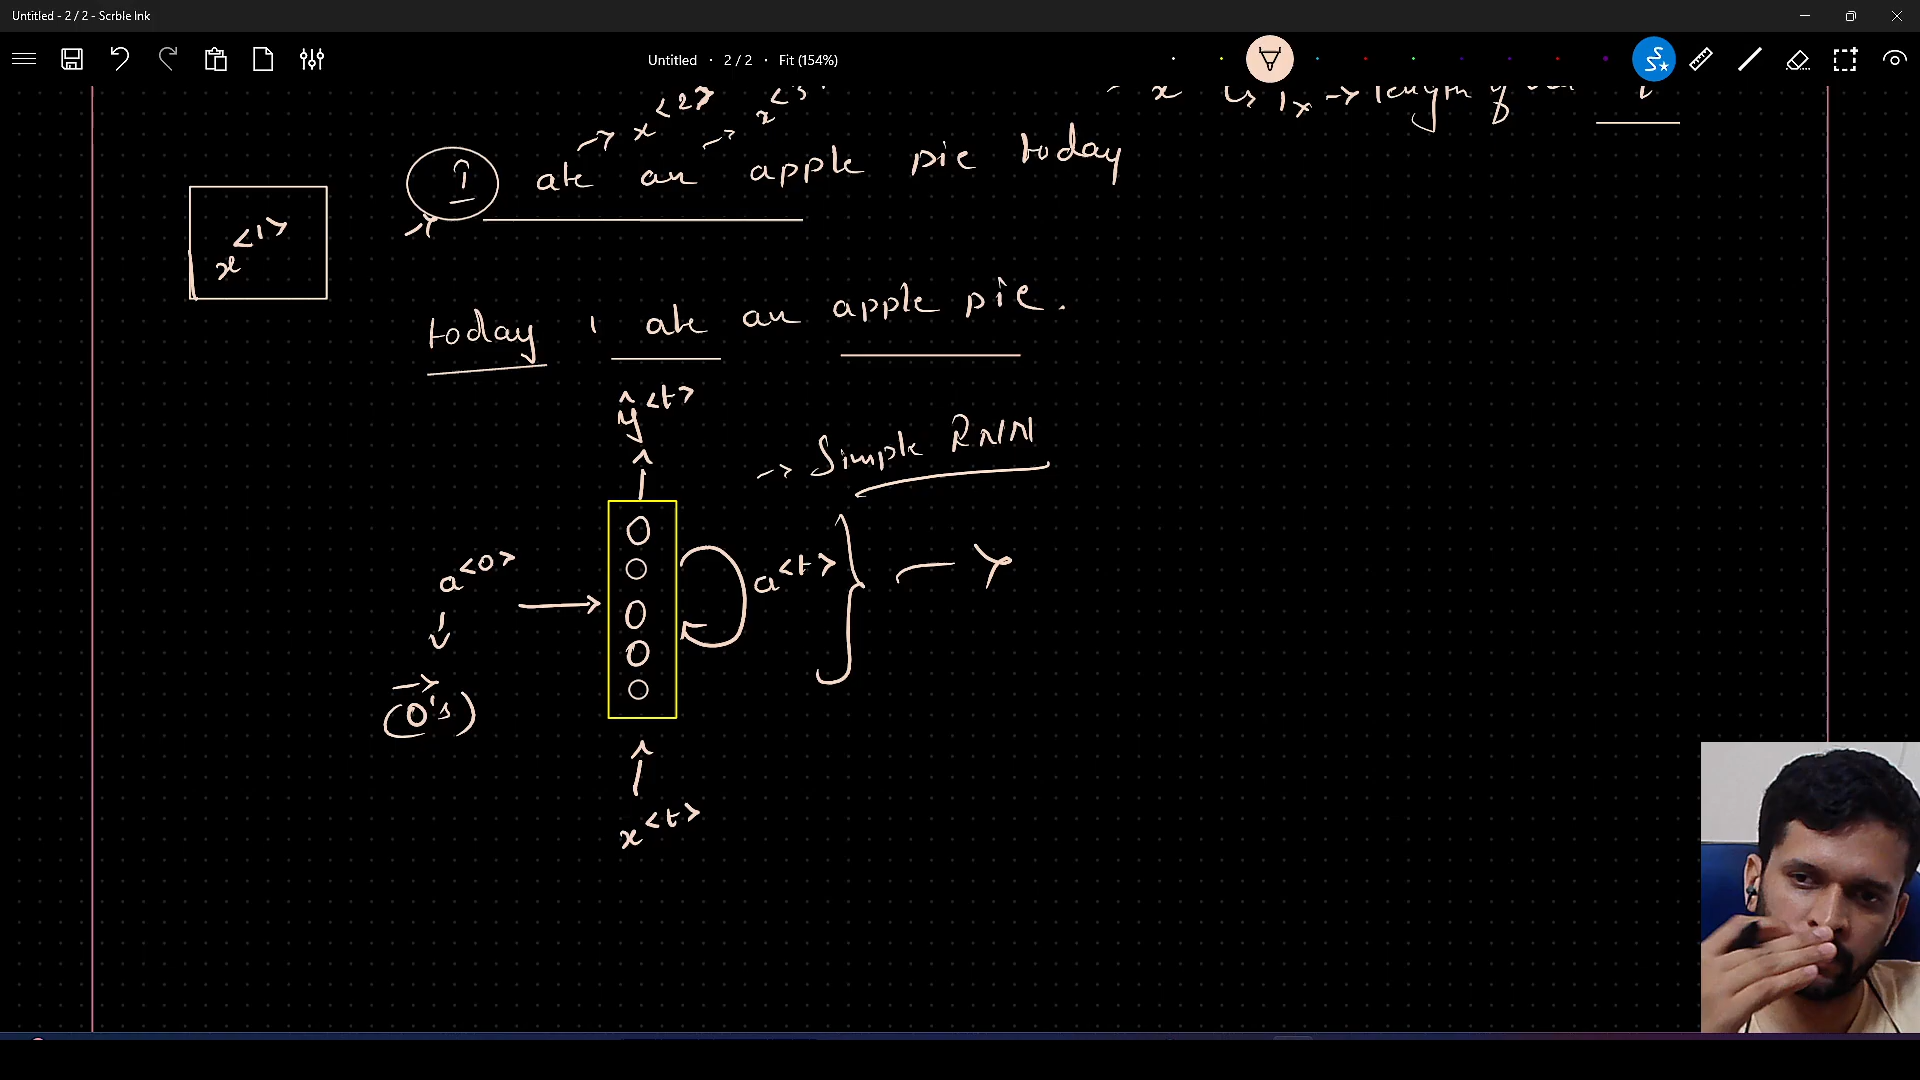 Untitled - 2 / 2 - Scrble Ink
Untitled · 2 / 2 · Fit (154%)
x<2> x<3>
x ↳ Tx → length of
I ate an apple pie today
x<1>
today I ate an apple pie.
ŷ<t>
→ Simple RNN
a<0> → a<t>
(0's)
x<t>